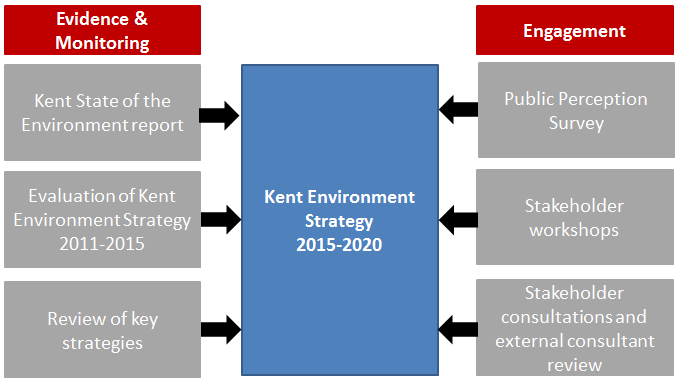 Evidence &
Monitoring
Kent State of the
Environment report
Evaluation of Kent
Environment Strategy
2011-2015
Review of key
strategies
Kent Environment
Strategy
2015-2020
Engagement
Public Perception
Survey
Stakeholder
workshops
Stakeholder
consultations and
external consultant
review